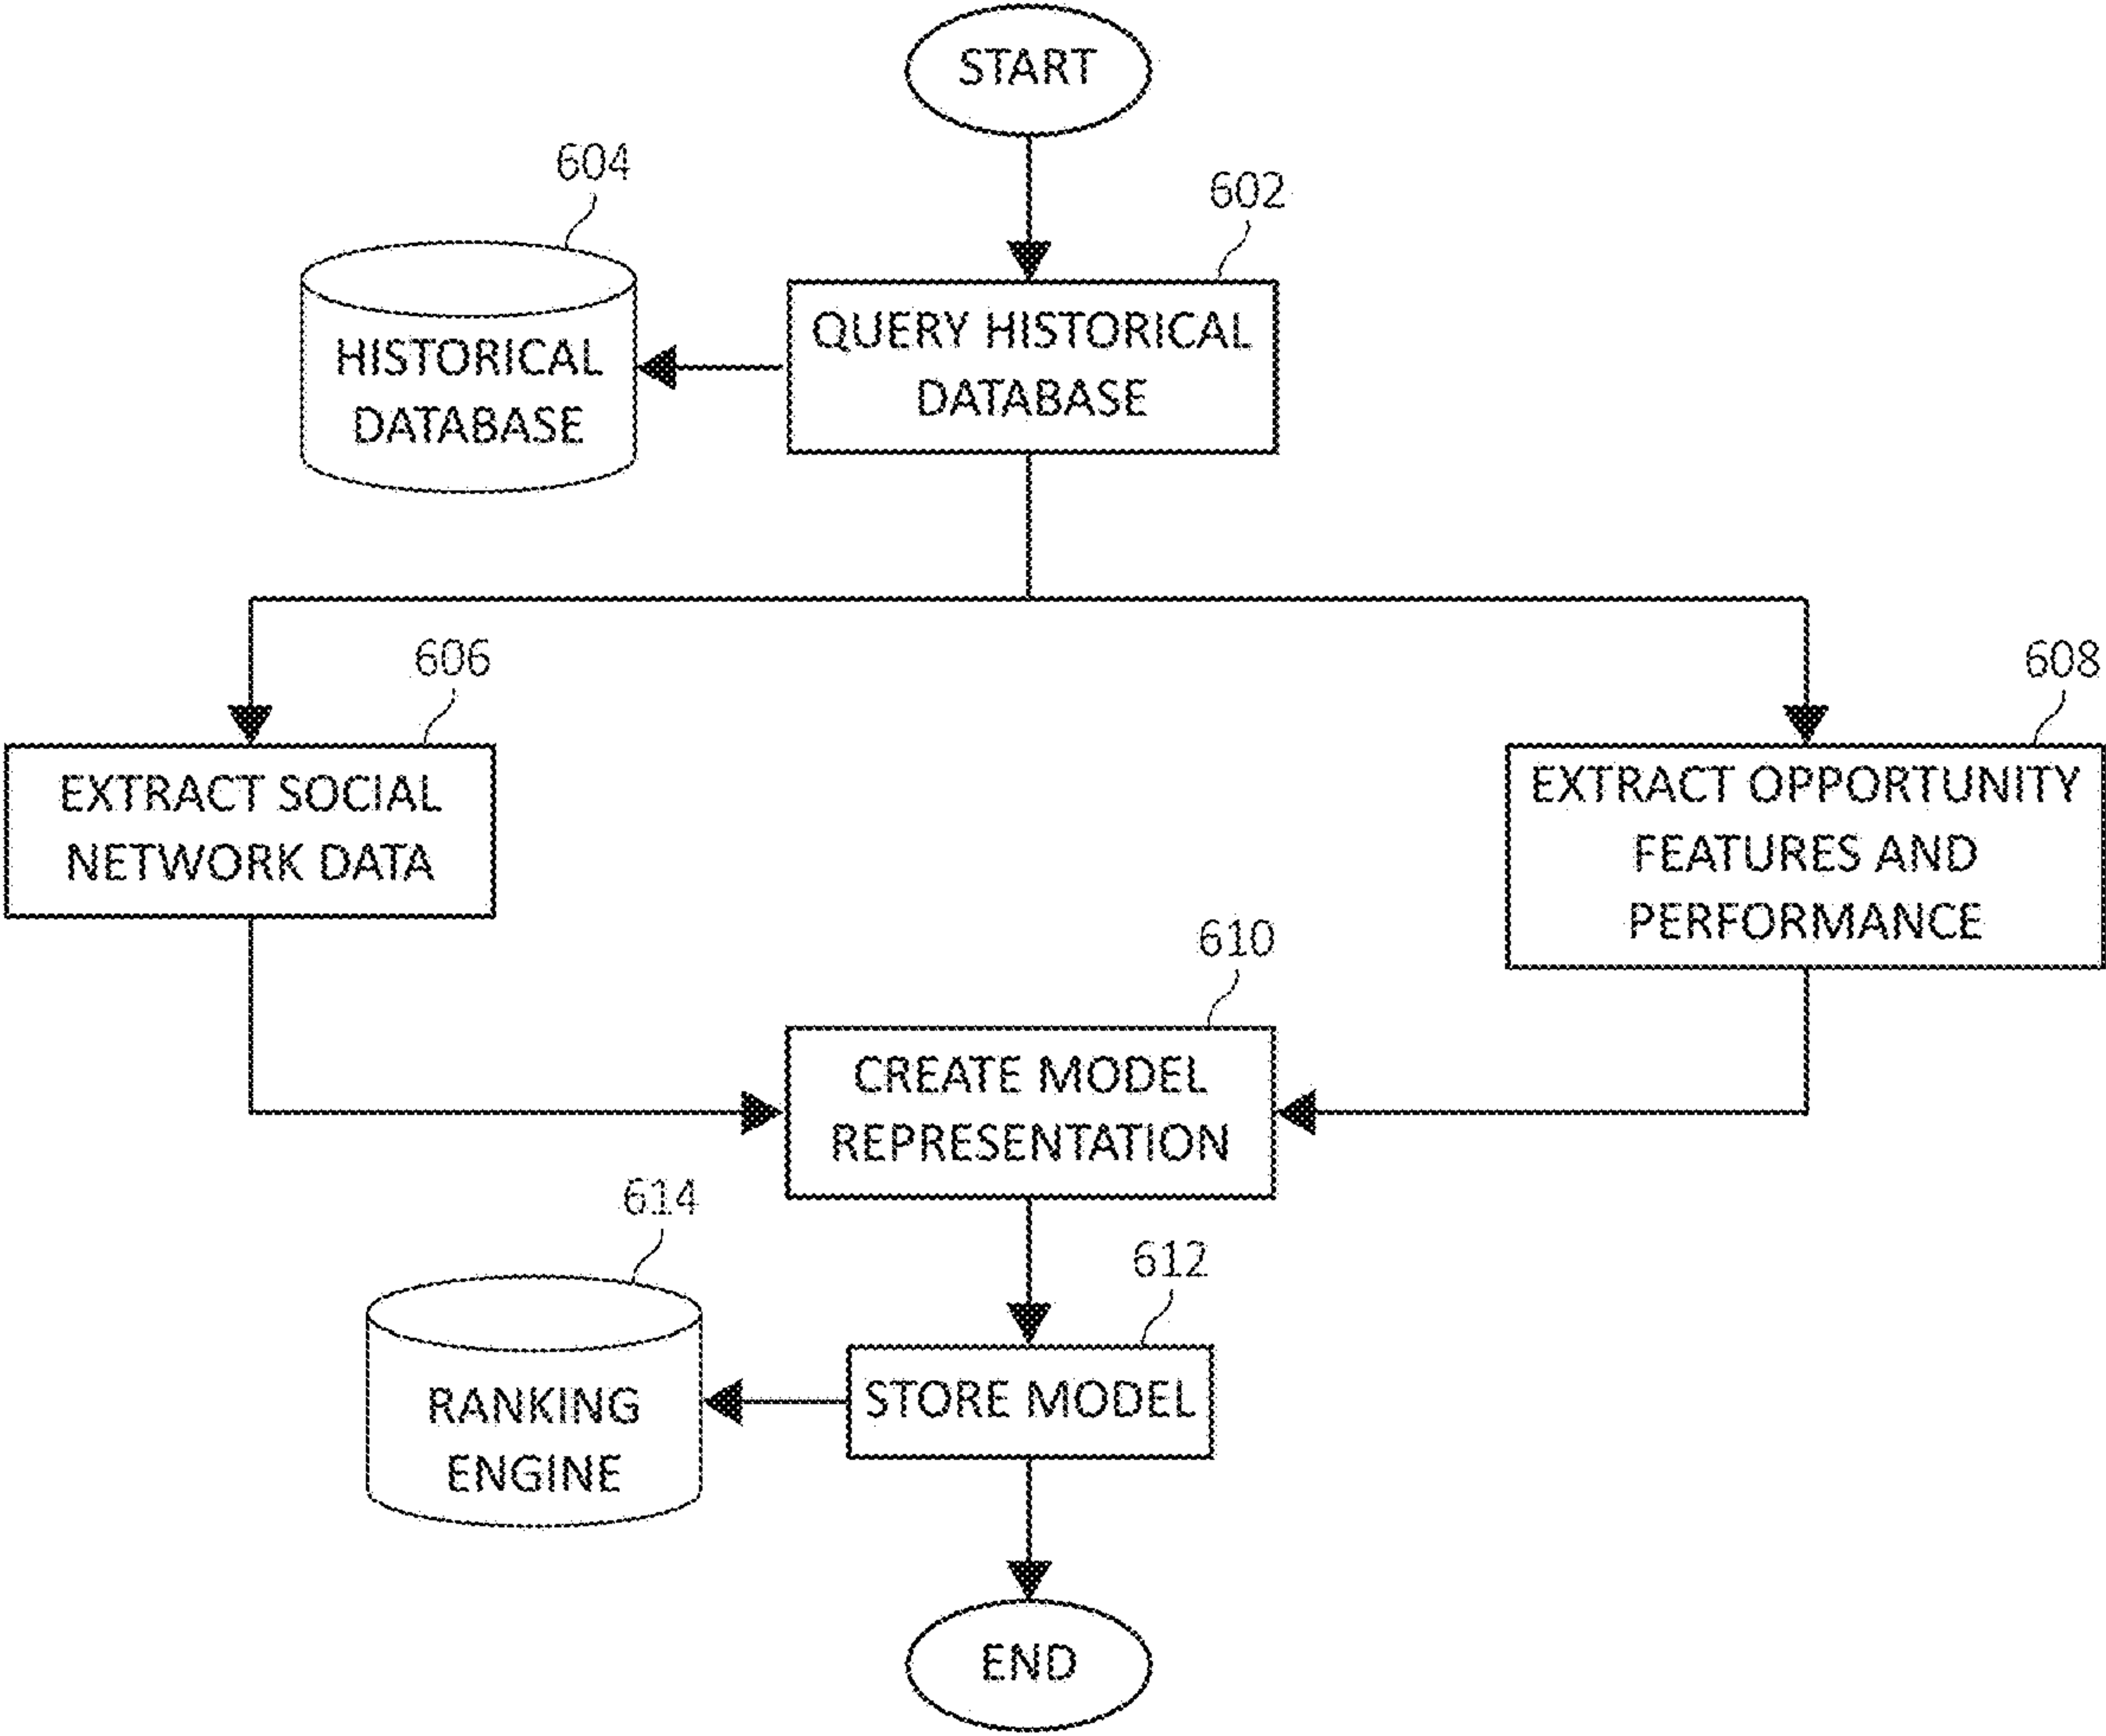 START
604
602
HISTORICAL
DATABASE
QUERY HISTORICAL
DATABASE
606
608
EXTRACT SOCIAL
NETWORK DATA
EXTRACT OPPORTUNITY
FEATURES AND
PERFORMANCE
610
CREATE MODEL
REPRESENTATION
614
612
RANKING
ENGINE
STORE MODEL
END